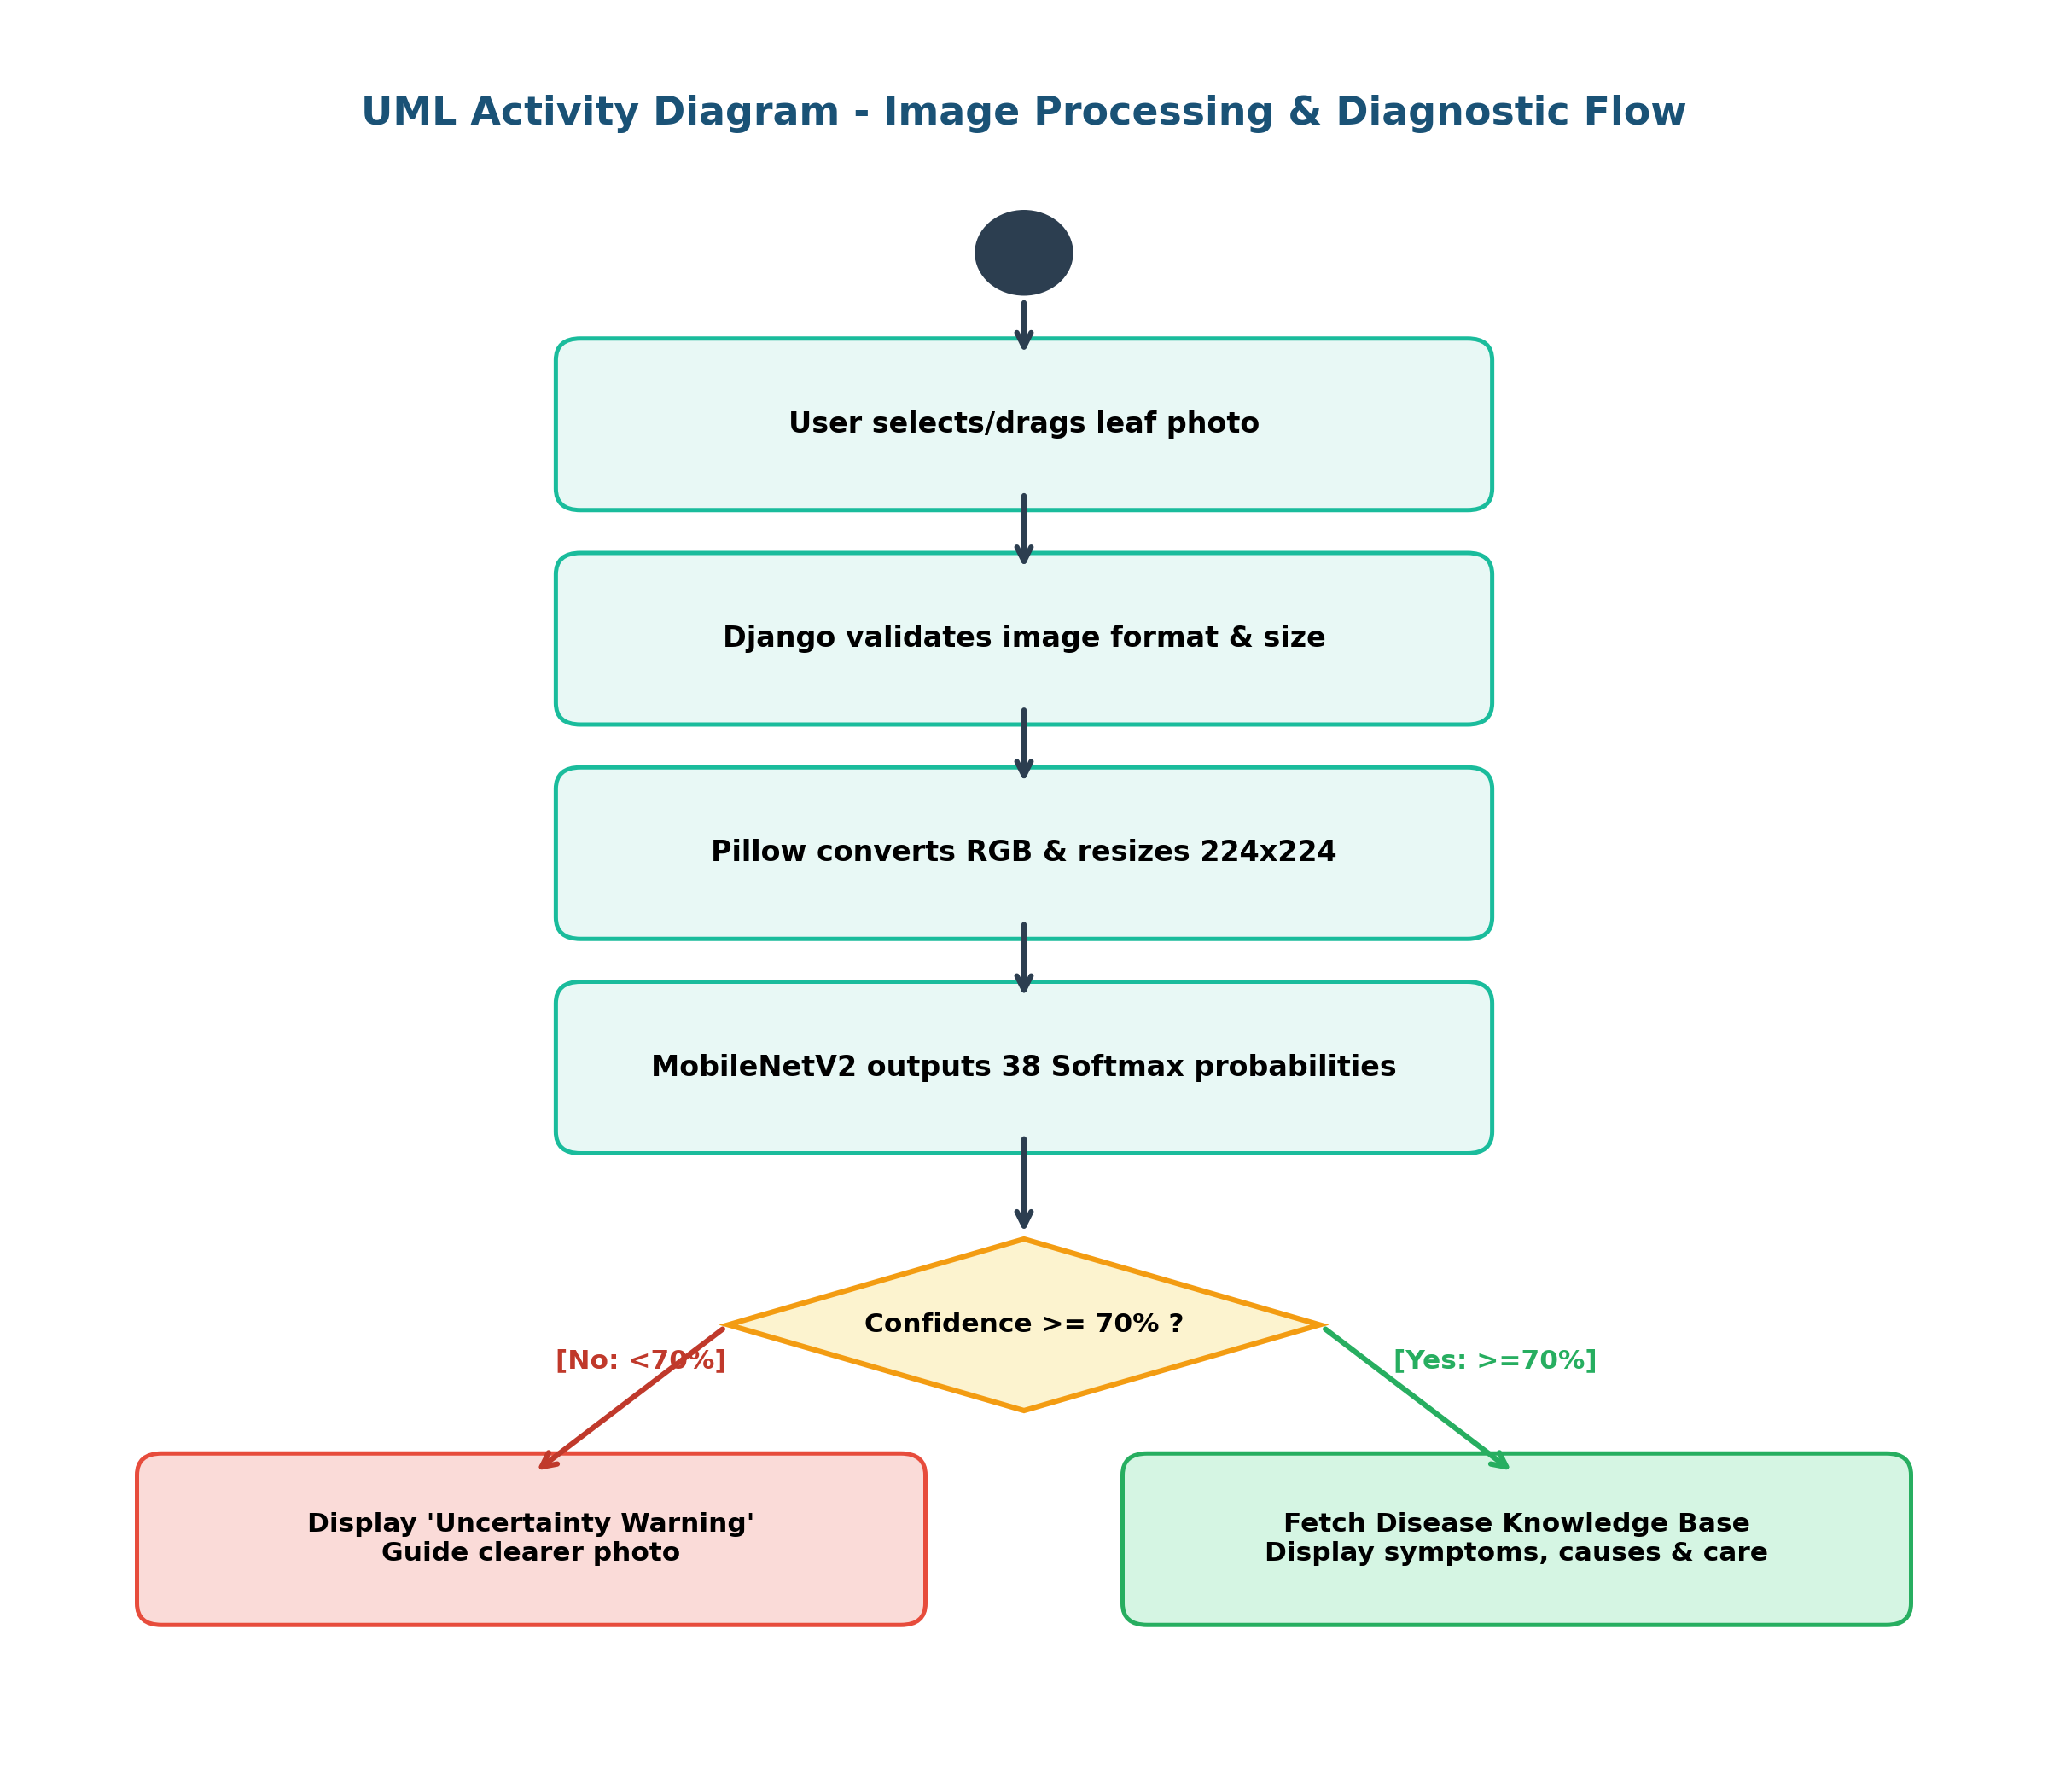 UML Activity Diagram - Image Processing & Diagnostic Flow
User selects/drags leaf photo
Django validates image format & size
Pillow converts RGB & resizes 224x224
MobileNetV2 outputs 38 Softmax probabilities
Confidence >= 70% ?
[No: <70%]
[Yes: >=70%]
Display 'Uncertainty Warning'
Guide clearer photo
Fetch Disease Knowledge Base
Display symptoms, causes & care